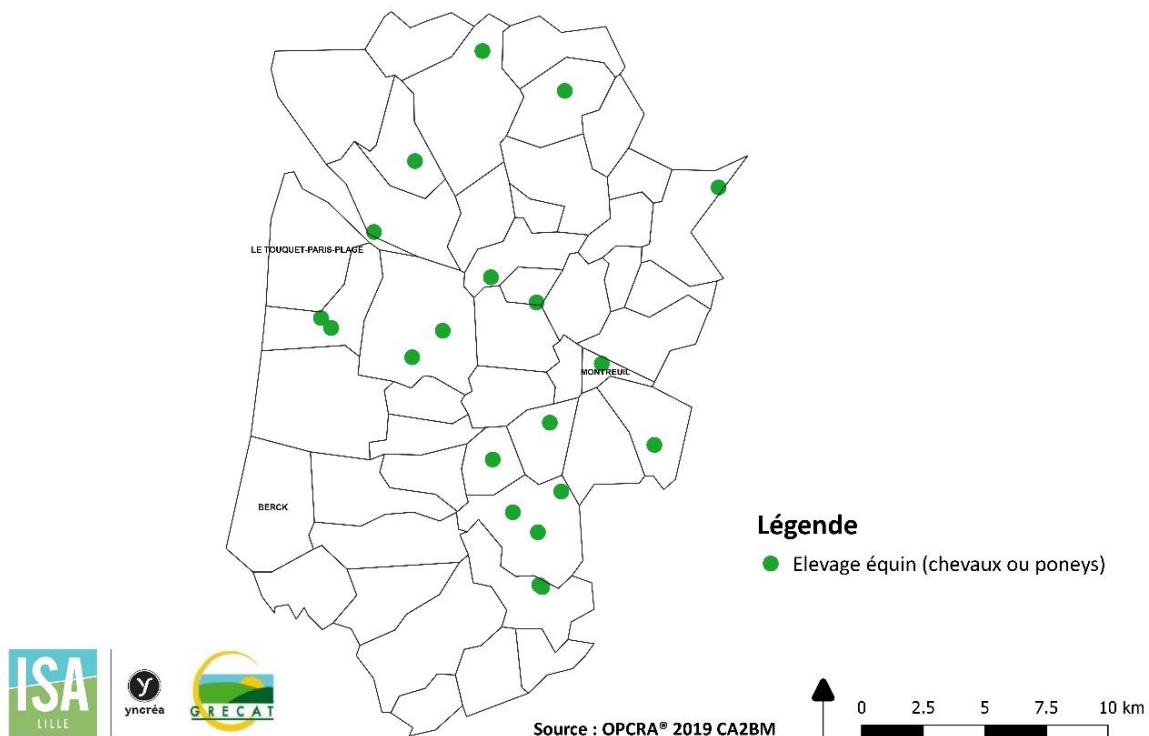 LE TOUQUET-PARIS-PLAGE
MONTREUIL
BERCK
Légende
Elevage équin (chevaux ou poneys)
ISA
LILLE
y
yncréa
GRECAT
Source : OPCRA® 2019 CA2BM
0 2.5 5 7.5 10 km